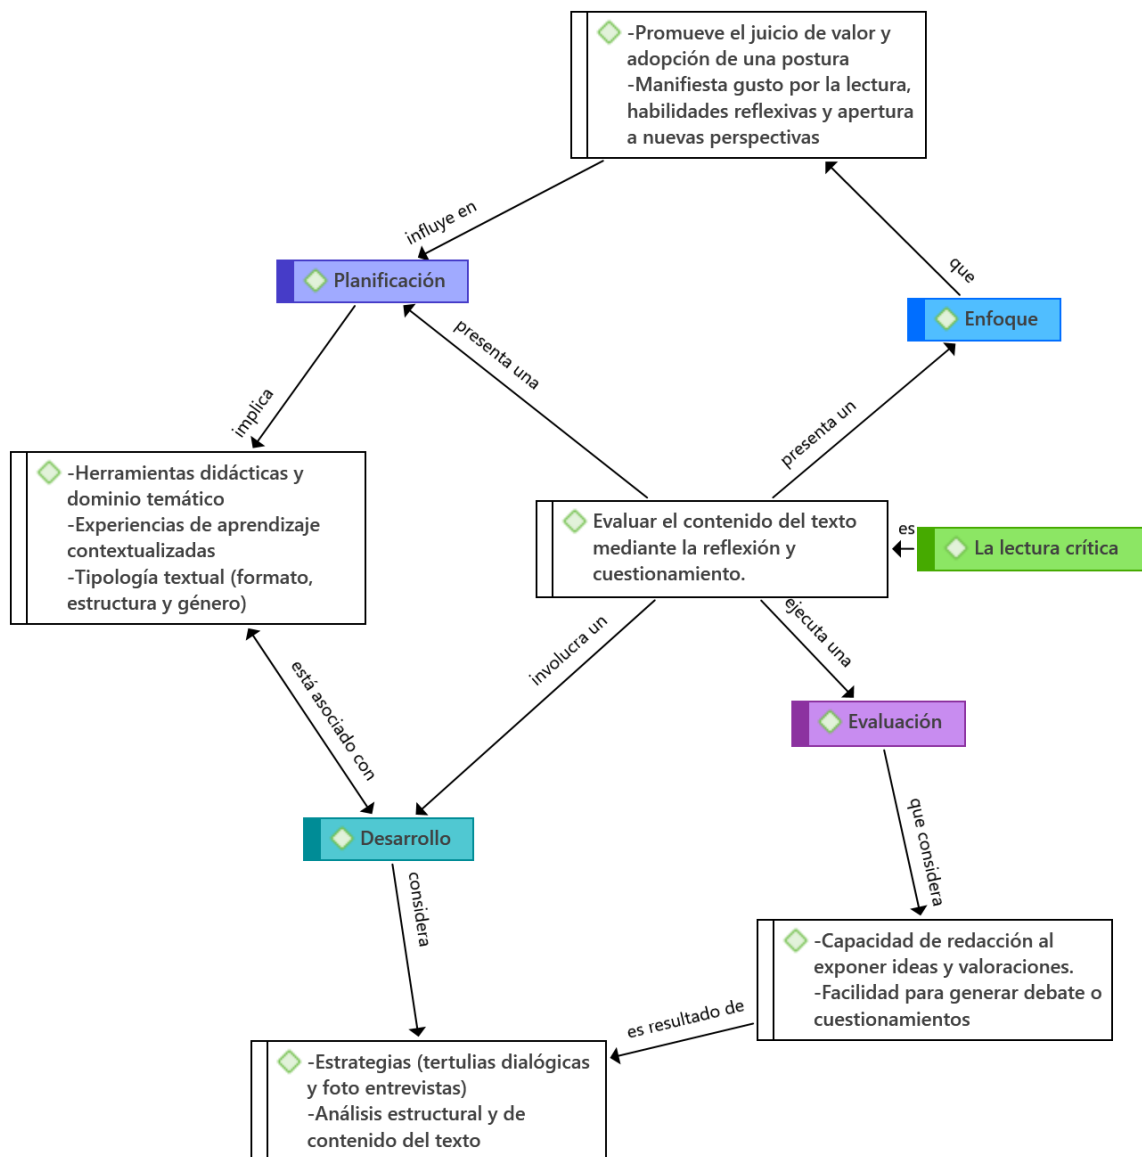 -Promueve el juicio de valor y
adopción de una postura
-Manifiesta gusto por la lectura,
habilidades reflexivas y apertura
a nuevas perspectivas
influye en
que
Planificación
Enfoque
presenta una
presenta un
implica
-Herramientas didácticas y
dominio temático
-Experiencias de aprendizaje
contextualizadas
-Tipología textual (formato,
estructura y género)
Evaluar el contenido del texto
mediante la reflexión y
cuestionamiento.
es
La lectura crítica
ejecuta una
involucra un
está asociado con
Evaluación
Desarrollo
que considera
considera
-Capacidad de redacción al
exponer ideas y valoraciones.
-Facilidad para generar debate o
cuestionamientos
es resultado de
-Estrategias (tertulias dialógicas
y foto entrevistas)
-Análisis estructural y de
contenido del texto